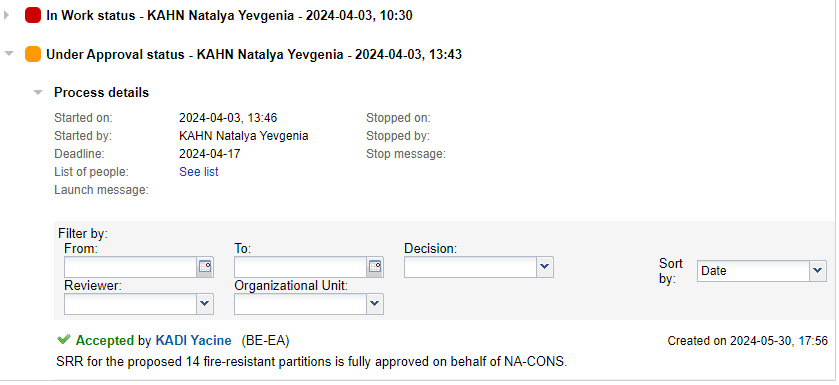 In Work status - KAHN Natalya Yevgenia - 2024-04-03, 10:30
Under Approval status - KAHN Natalya Yevgenia - 2024-04-03, 13:43
Process details
Started on: 2024-04-03, 13:46 Stopped on:
Started by: KAHN Natalya Yevgenia Stopped by:
Deadline: 2024-04-17 Stop message:
List of people: See list
Launch message:
Filter by:
From: To: Decision:
Sort by: Date
Reviewer: Organizational Unit:
Accepted by KADI Yacine (BE-EA) Created on 2024-05-30, 17:56
SRR for the proposed 14 fire-resistant partitions is fully approved on behalf of NA-CONS.